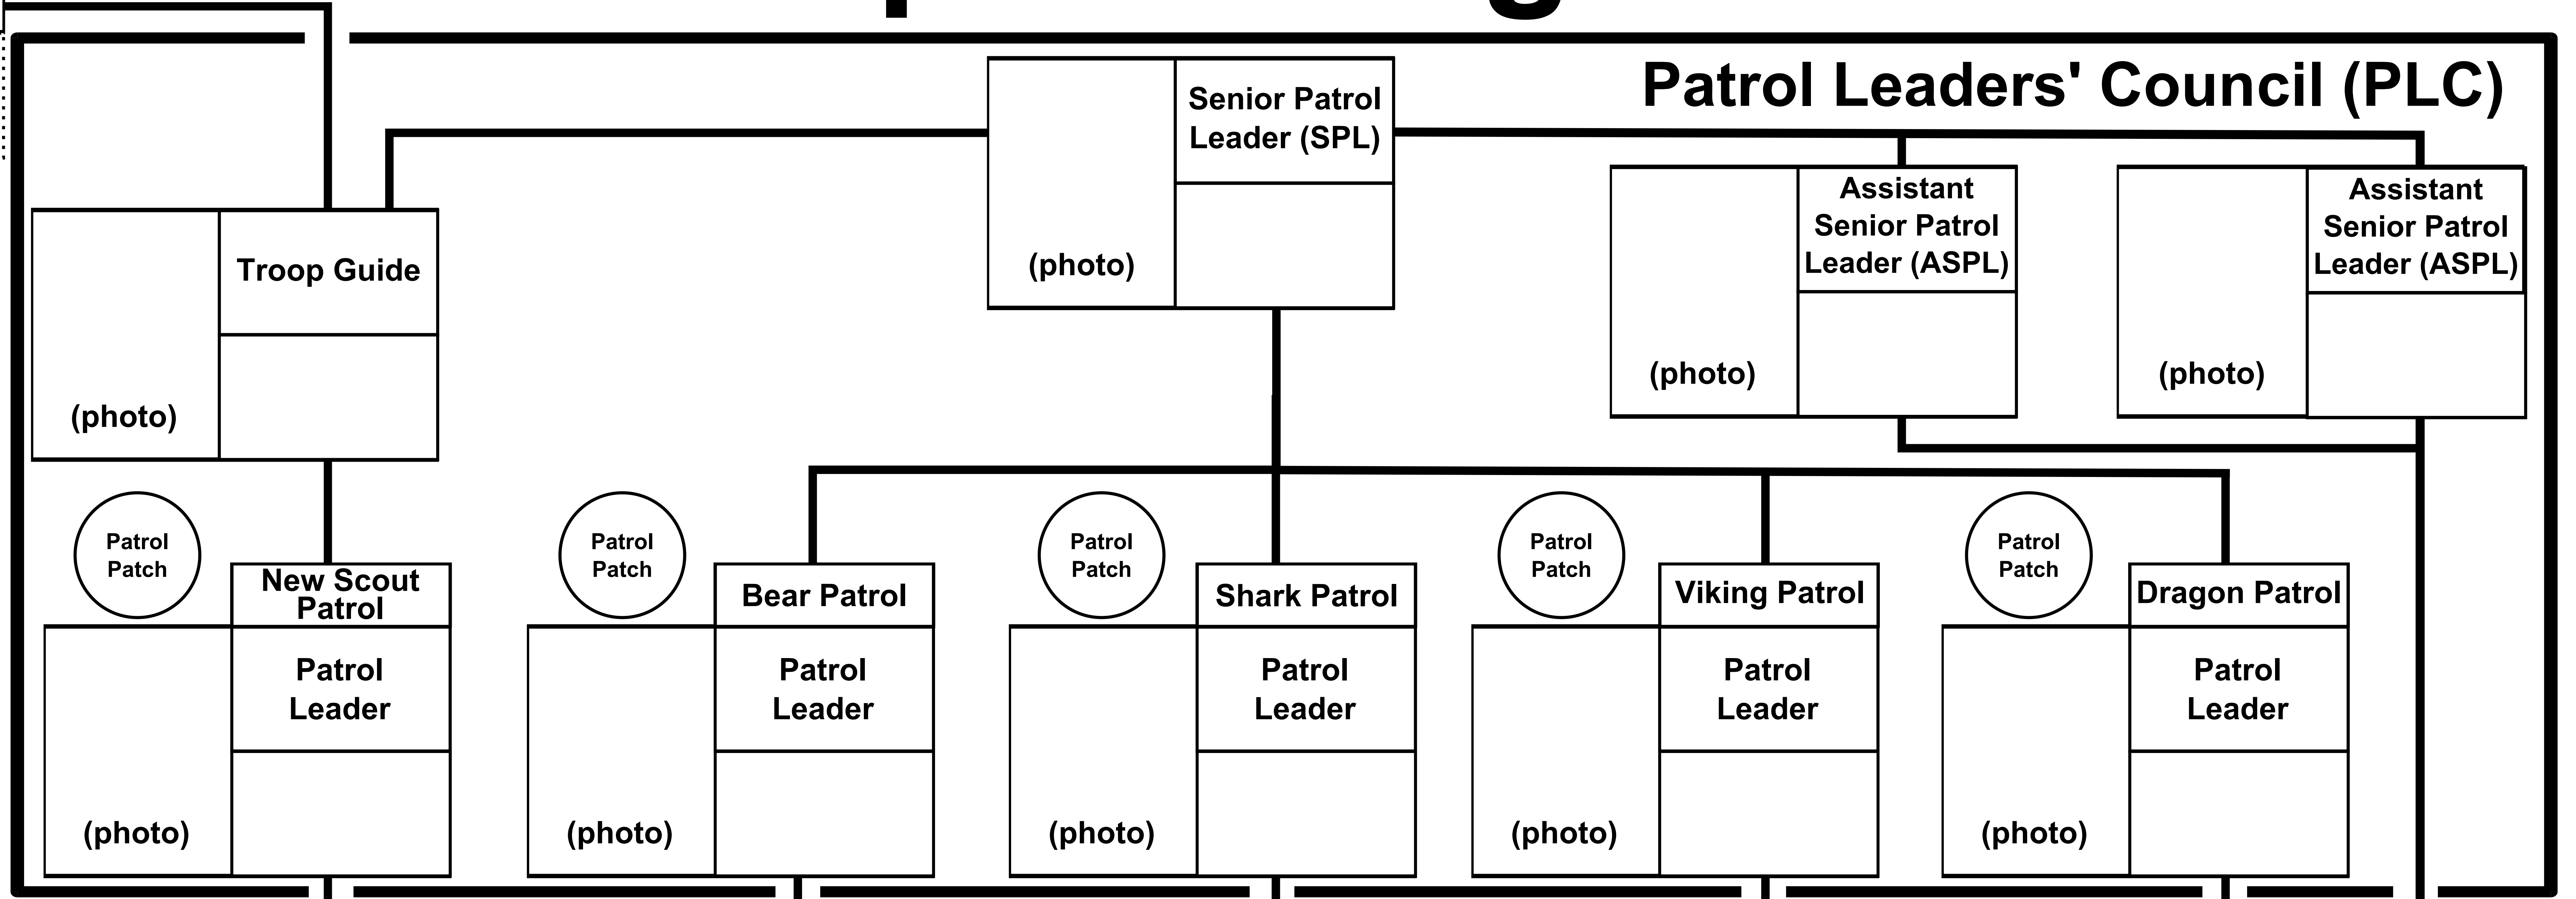 Patrol Leaders' Council (PLC)
Senior Patrol
Leader (SPL)
(photo)
Assistant
Senior Patrol
Leader (ASPL)
(photo)
Assistant
Senior Patrol
Leader (ASPL)
(photo)
Troop Guide
(photo)
Patrol
Patch
New Scout
Patrol
Patrol
Leader
(photo)
Patrol
Patch
Bear Patrol
Patrol
Leader
(photo)
Patrol
Patch
Shark Patrol
Patrol
Leader
(photo)
Patrol
Patch
Viking Patrol
Patrol
Leader
(photo)
Patrol
Patch
Dragon Patrol
Patrol
Leader
(photo)